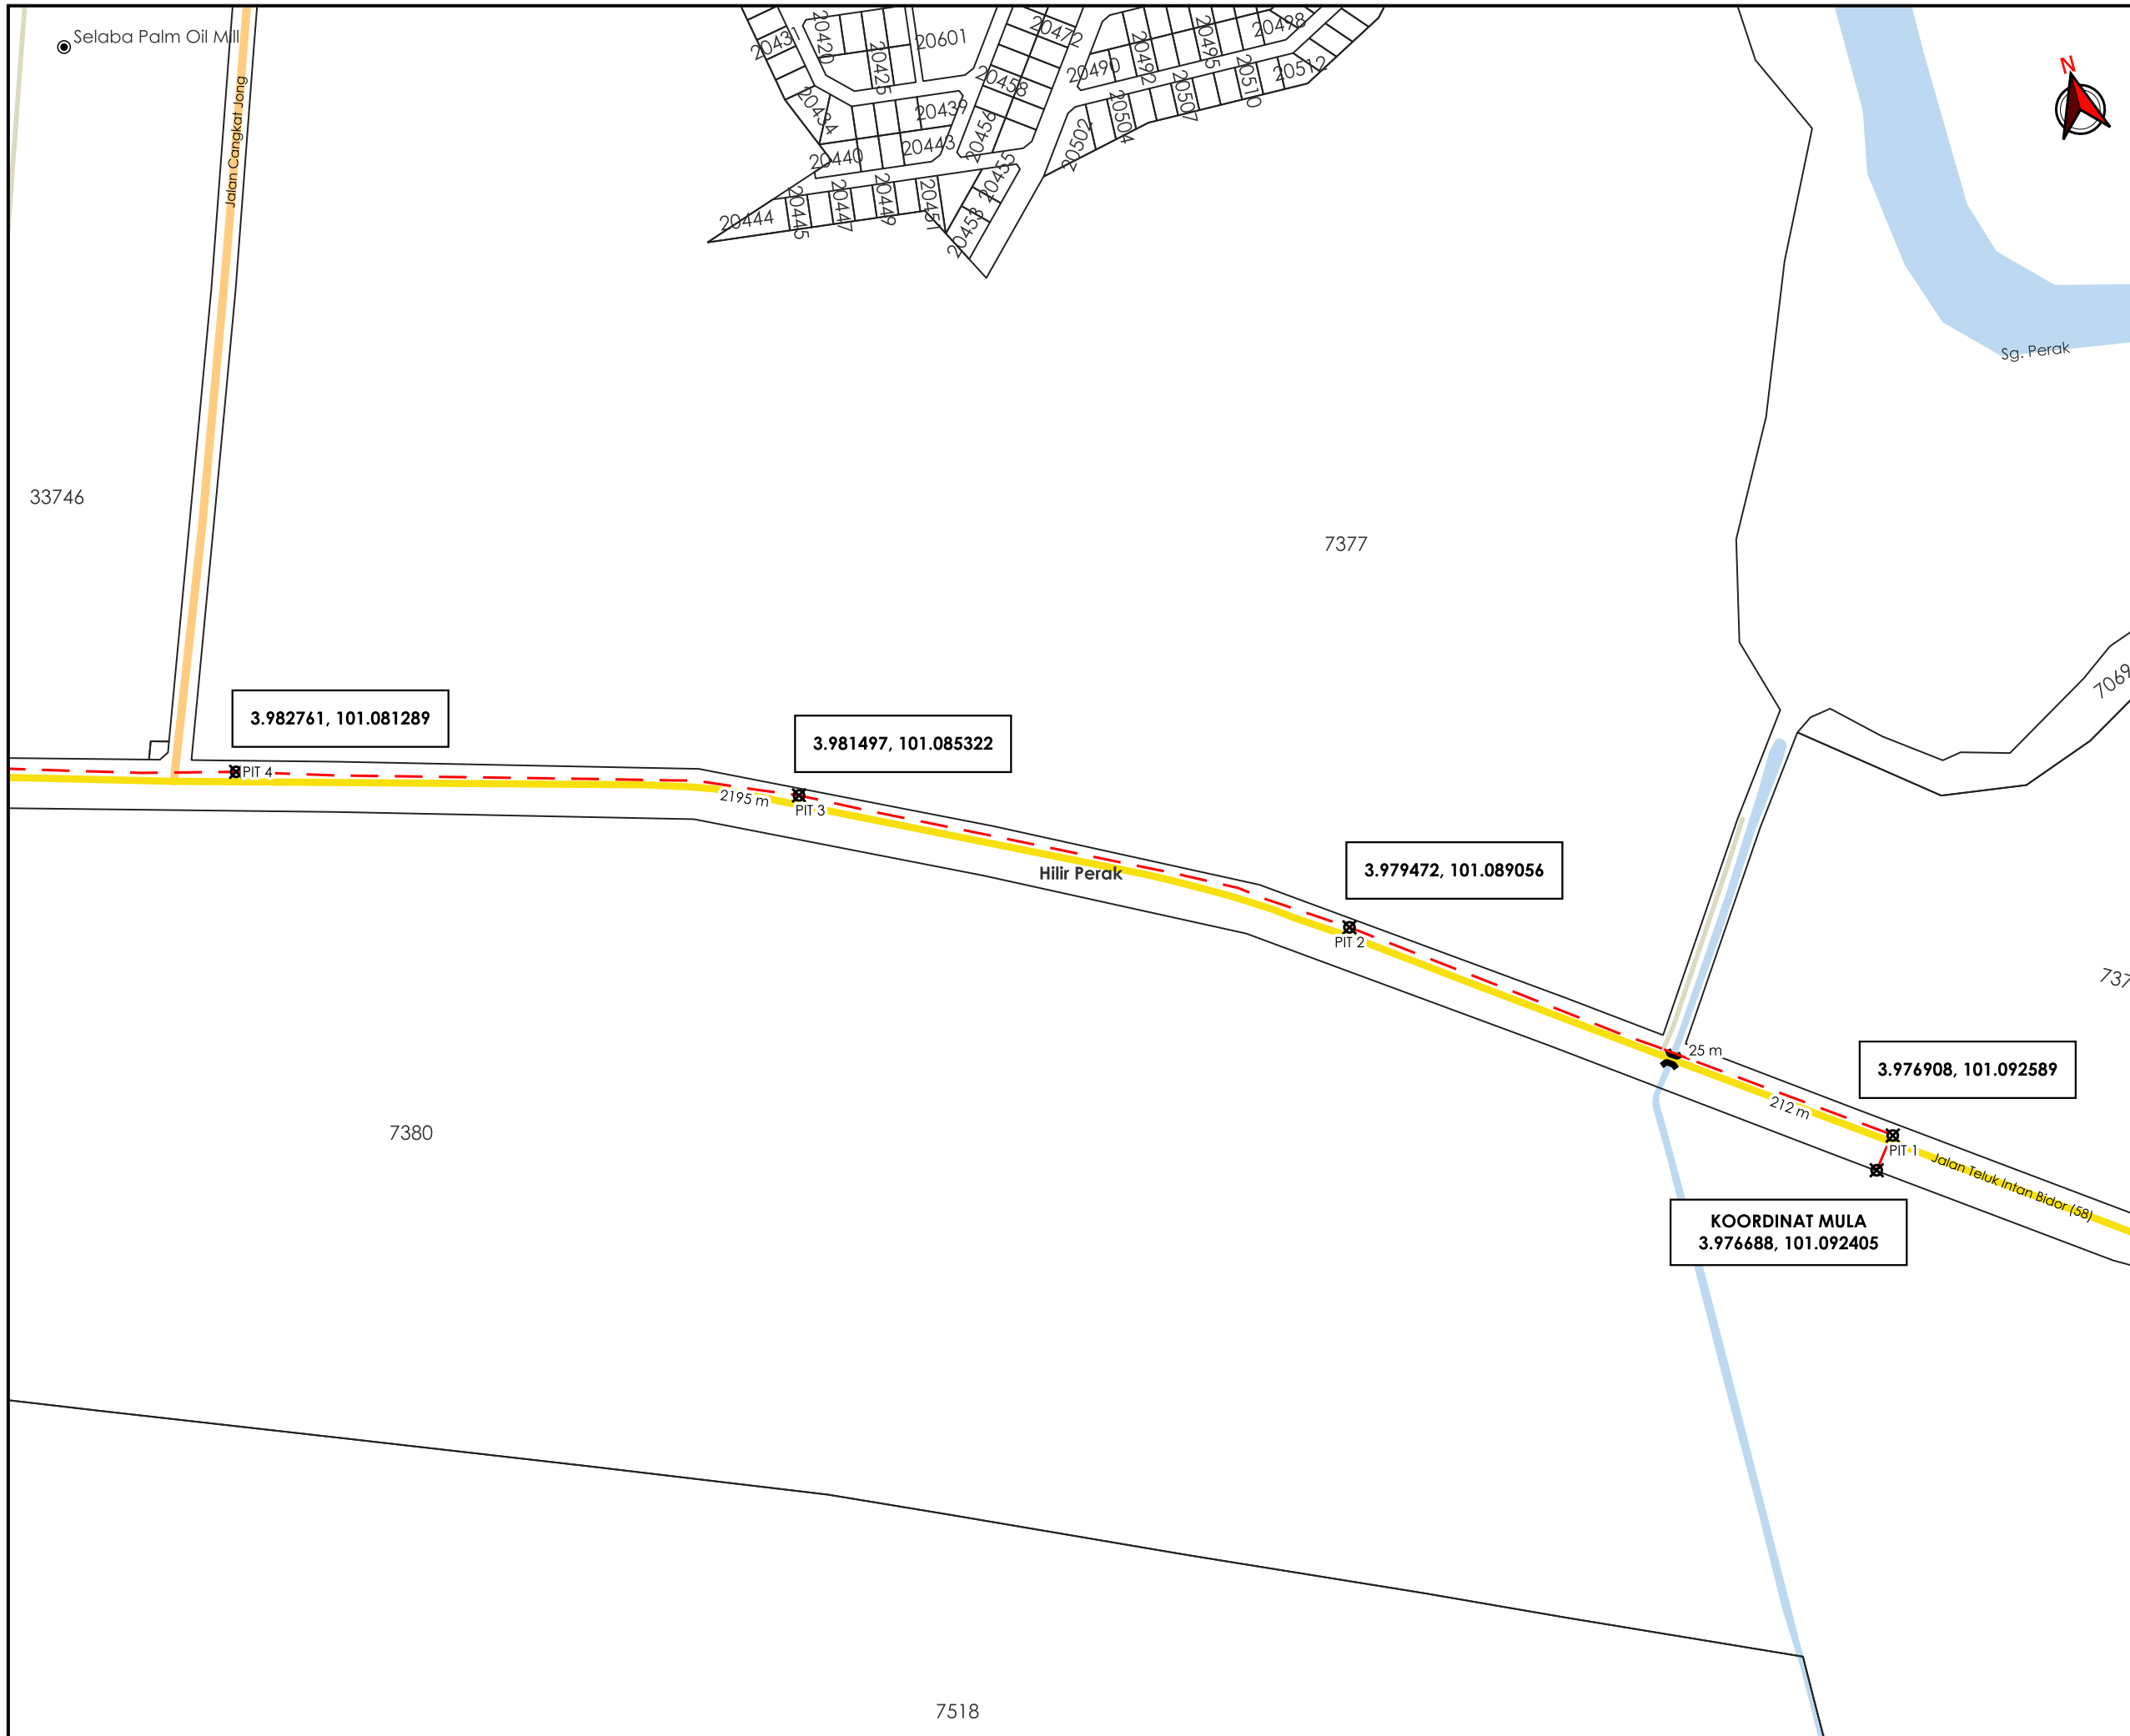 Selaba Palm Oil Mill
Jalan Cangkat Jong
20431
20420
20425
20601
20472
20458
20490
20492
20495
20498
20510
20512
20507
20504
20502
20434
20439
20443
20456
20440
20455
20444
20445
20447
20449
20451
20453
N
Sg. Perak
33746
7377
7069
3.982761, 101.081289
3.981497, 101.085322
PIT 4
2195 m
PIT 3
Hilir Perak
3.979472, 101.089056
PIT 2
737
25 m
3.976908, 101.092589
212 m
PIT 1
Jalan Teluk Intan Bidor (58)
7380
KOORDINAT MULA
3.976688, 101.092405
7518